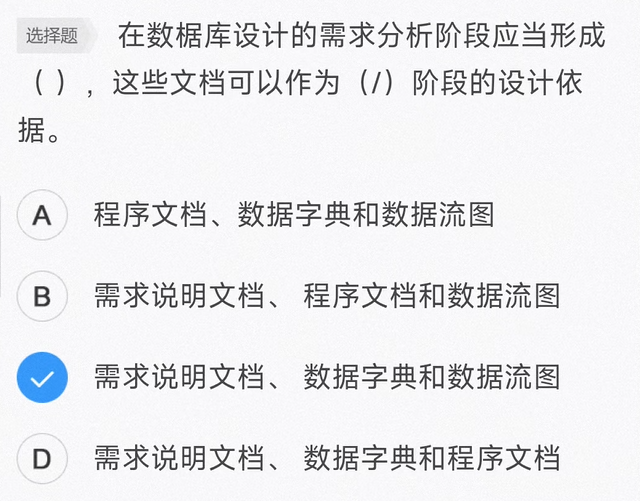 选择题 在数据库设计的需求分析阶段应当形成
（ ），这些文档可以作为（/）阶段的设计依
据。
A 程序文档、数据字典和数据流图
B 需求说明文档、 程序文档和数据流图
需求说明文档、 数据字典和数据流图
D 需求说明文档、 数据字典和程序文档